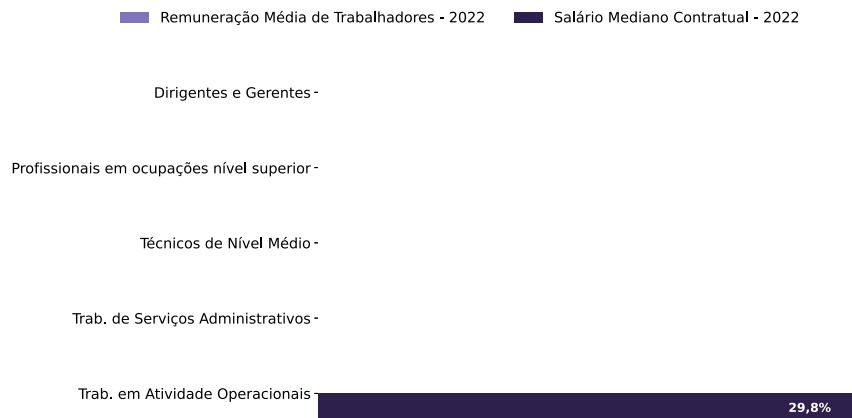 Remuneração Média de Trabalhadores - 2022 Salário Mediano Contratual - 2022
Dirigentes e Gerentes
Profissionais em ocupações nível superior
Técnicos de Nível Médio
Trab. de Serviços Administrativos
Trab. em Atividade Operacionais
29,8%